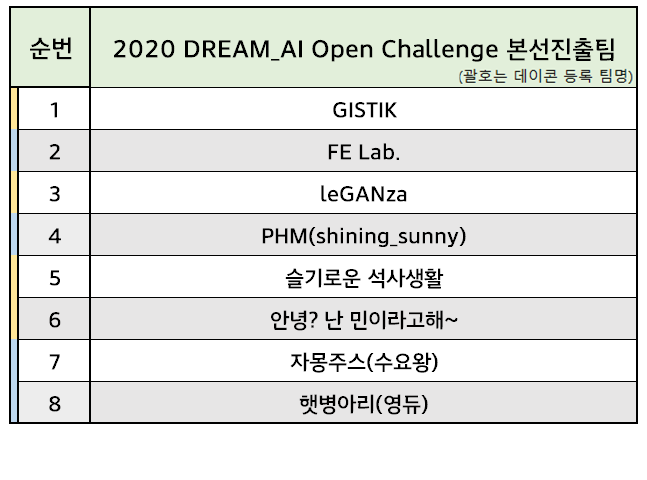 순번 2020 DREAM_AI Open Challenge 본선진출팀
(괄호는 데이콘 등록 팀명)
1 GISTIK
2 FE Lab.
3 leGANza
4 PHM(shining_sunny)
5 슬기로운 석사생활
6 안녕? 난 민이라고해~
7 자몽주스(수요왕)
8 햇병아리(영듀)